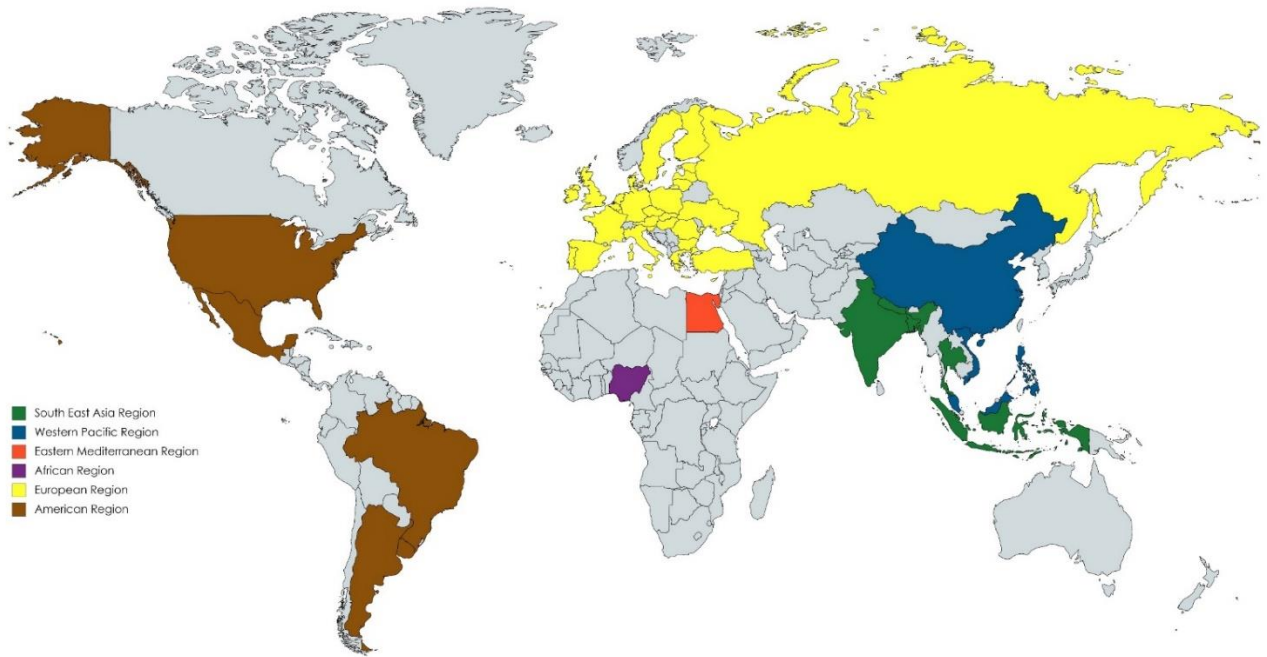 South East Asia Region
Western Pacific Region
Eastern Mediterranean Region
African Region
European Region
American Region